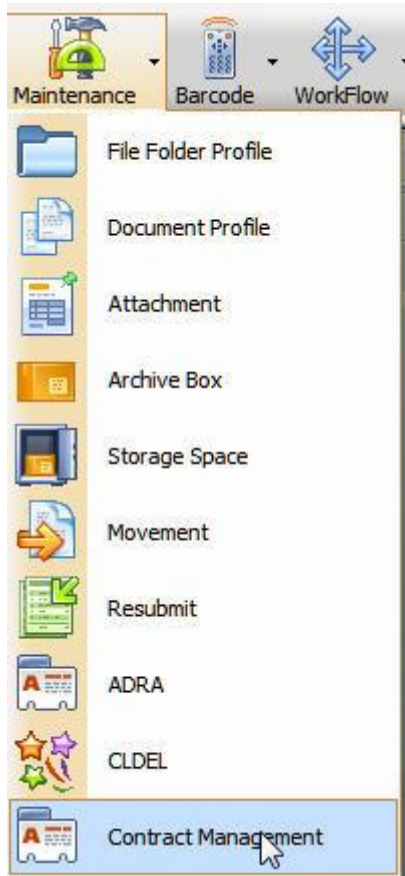 Maintenance Barcode WorkFlow
File Folder Profile
Document Profile
Attachment
Archive Box
Storage Space
Movement
Resubmit
A ADRA
CLDEL
A Contract Management